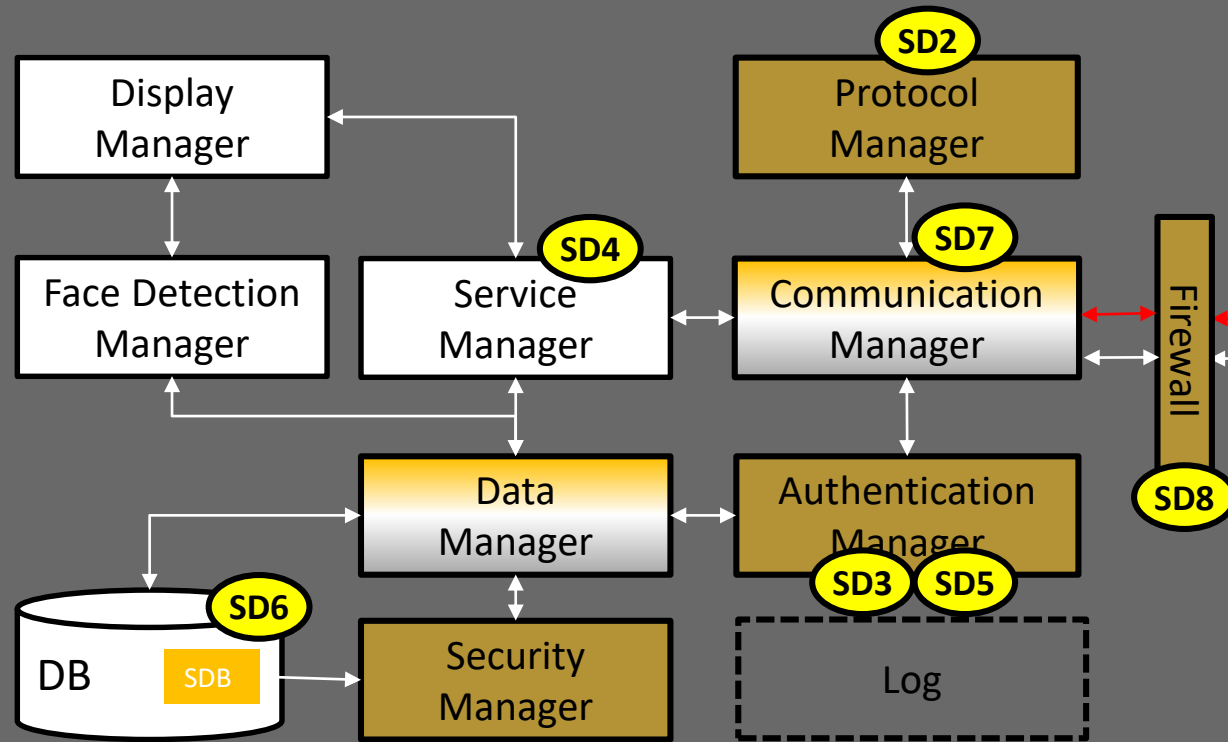 SD2
Display
Manager
Protocol
Manager
SD4
SD7
Face Detection
Manager
Service
Manager
Communication
Manager
Firewall
Data
Manager
Authentication
Manager
SD8
SD3
SD5
SD6
DB
SDB
Security
Manager
Log